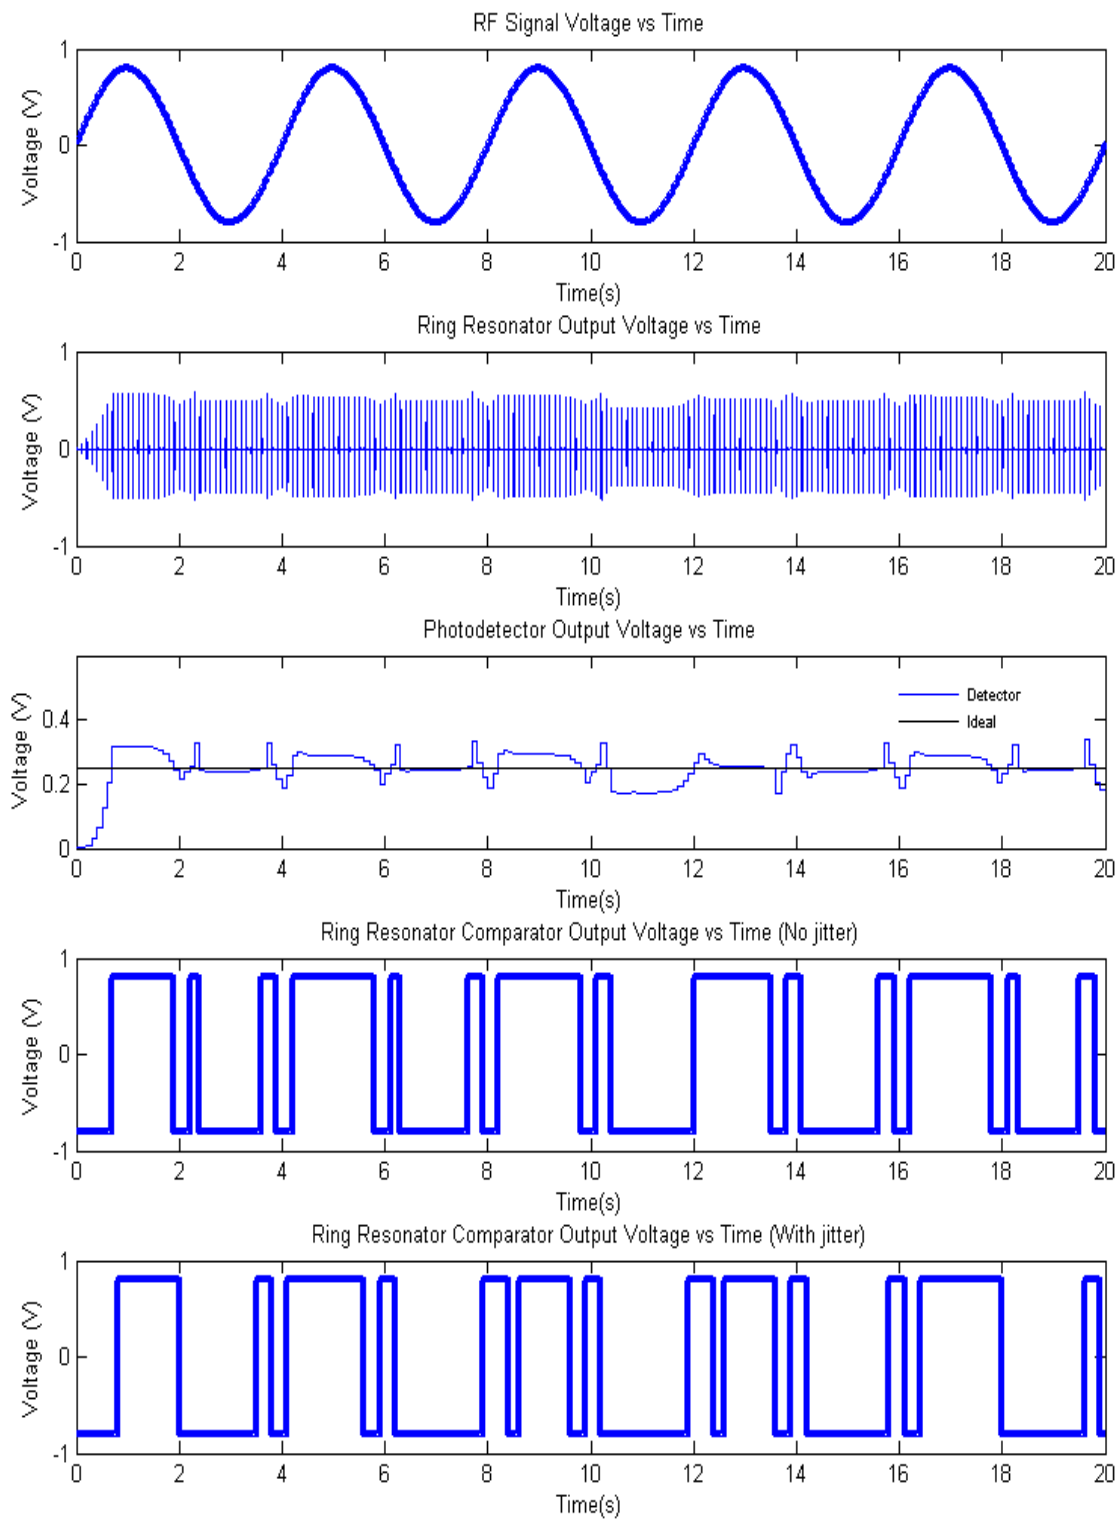 RF Signal Voltage vs Time
1
0
-1
Voltage (V)
0 2 4 6 8 10 12 14 16 18 20
Time(s)
Ring Resonator Output Voltage vs Time
1
0
-1
Voltage (V)
0 2 4 6 8 10 12 14 16 18 20
Time(s)
Photodetector Output Voltage vs Time
0.4
0.2
0
Voltage (V)
Detector
Ideal
0 2 4 6 8 10 12 14 16 18 20
Time(s)
Ring Resonator Comparator Output Voltage vs Time (No jitter)
1
0
-1
Voltage (V)
0 2 4 6 8 10 12 14 16 18 20
Time(s)
Ring Resonator Comparator Output Voltage vs Time (With jitter)
1
0
-1
Voltage (V)
0 2 4 6 8 10 12 14 16 18 20
Time(s)